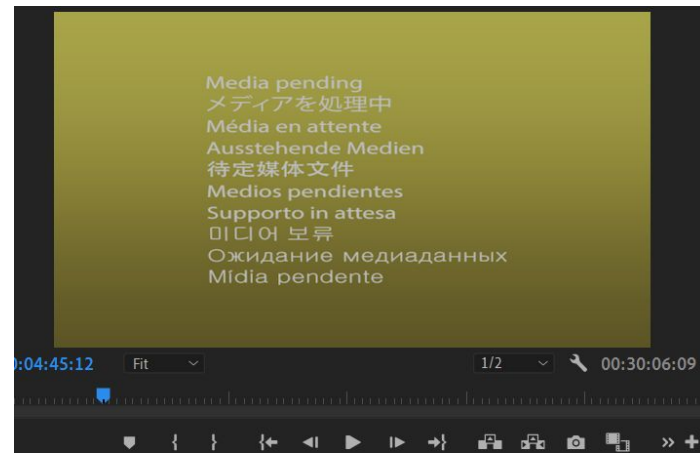 Media pending
メディアを処理中
Média en attente
Ausstehende Medien
待定媒体文件
Medios pendientes
Supporto in attesa
미디어 보류
Ожидание медиаданных
Mídia pendente
:04:45:12 Fit 1/2 00:30:06:09